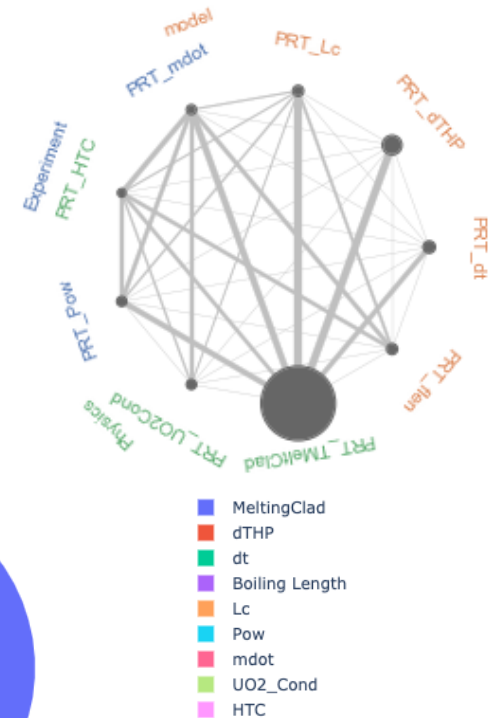 model
PRT_mdot
PRT_Lc
PRT_dTHP
Experiment
PRT_HTC
PRT_dt
PRT_Pow
PRT_flen
Physics
PRT_UO2Cond
PRT_TMeltClad
MeltingClad
dTHP
dt
Boiling Length
Lc
Pow
mdot
UO2_Cond
HTC